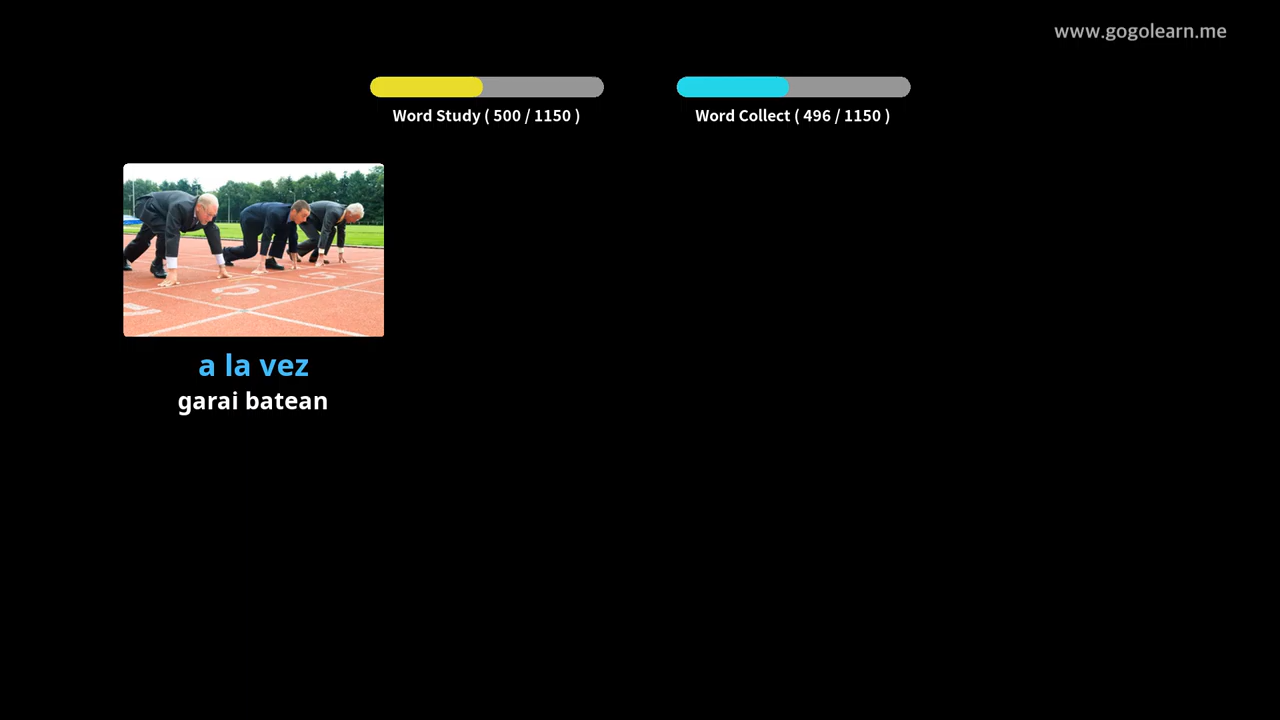 www.gogolearn.me
Word Study ( 500 / 1150 )
Word Collect ( 496 / 1150 )
a la vez
garai batean